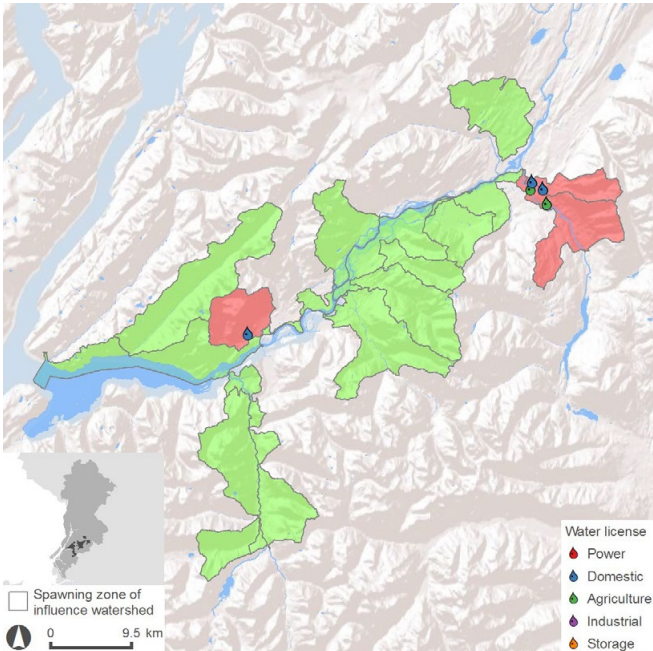 Water license
Power
Domestic
Agriculture
Industrial
Storage
Spawning zone of
influence watershed
0 9.5 km